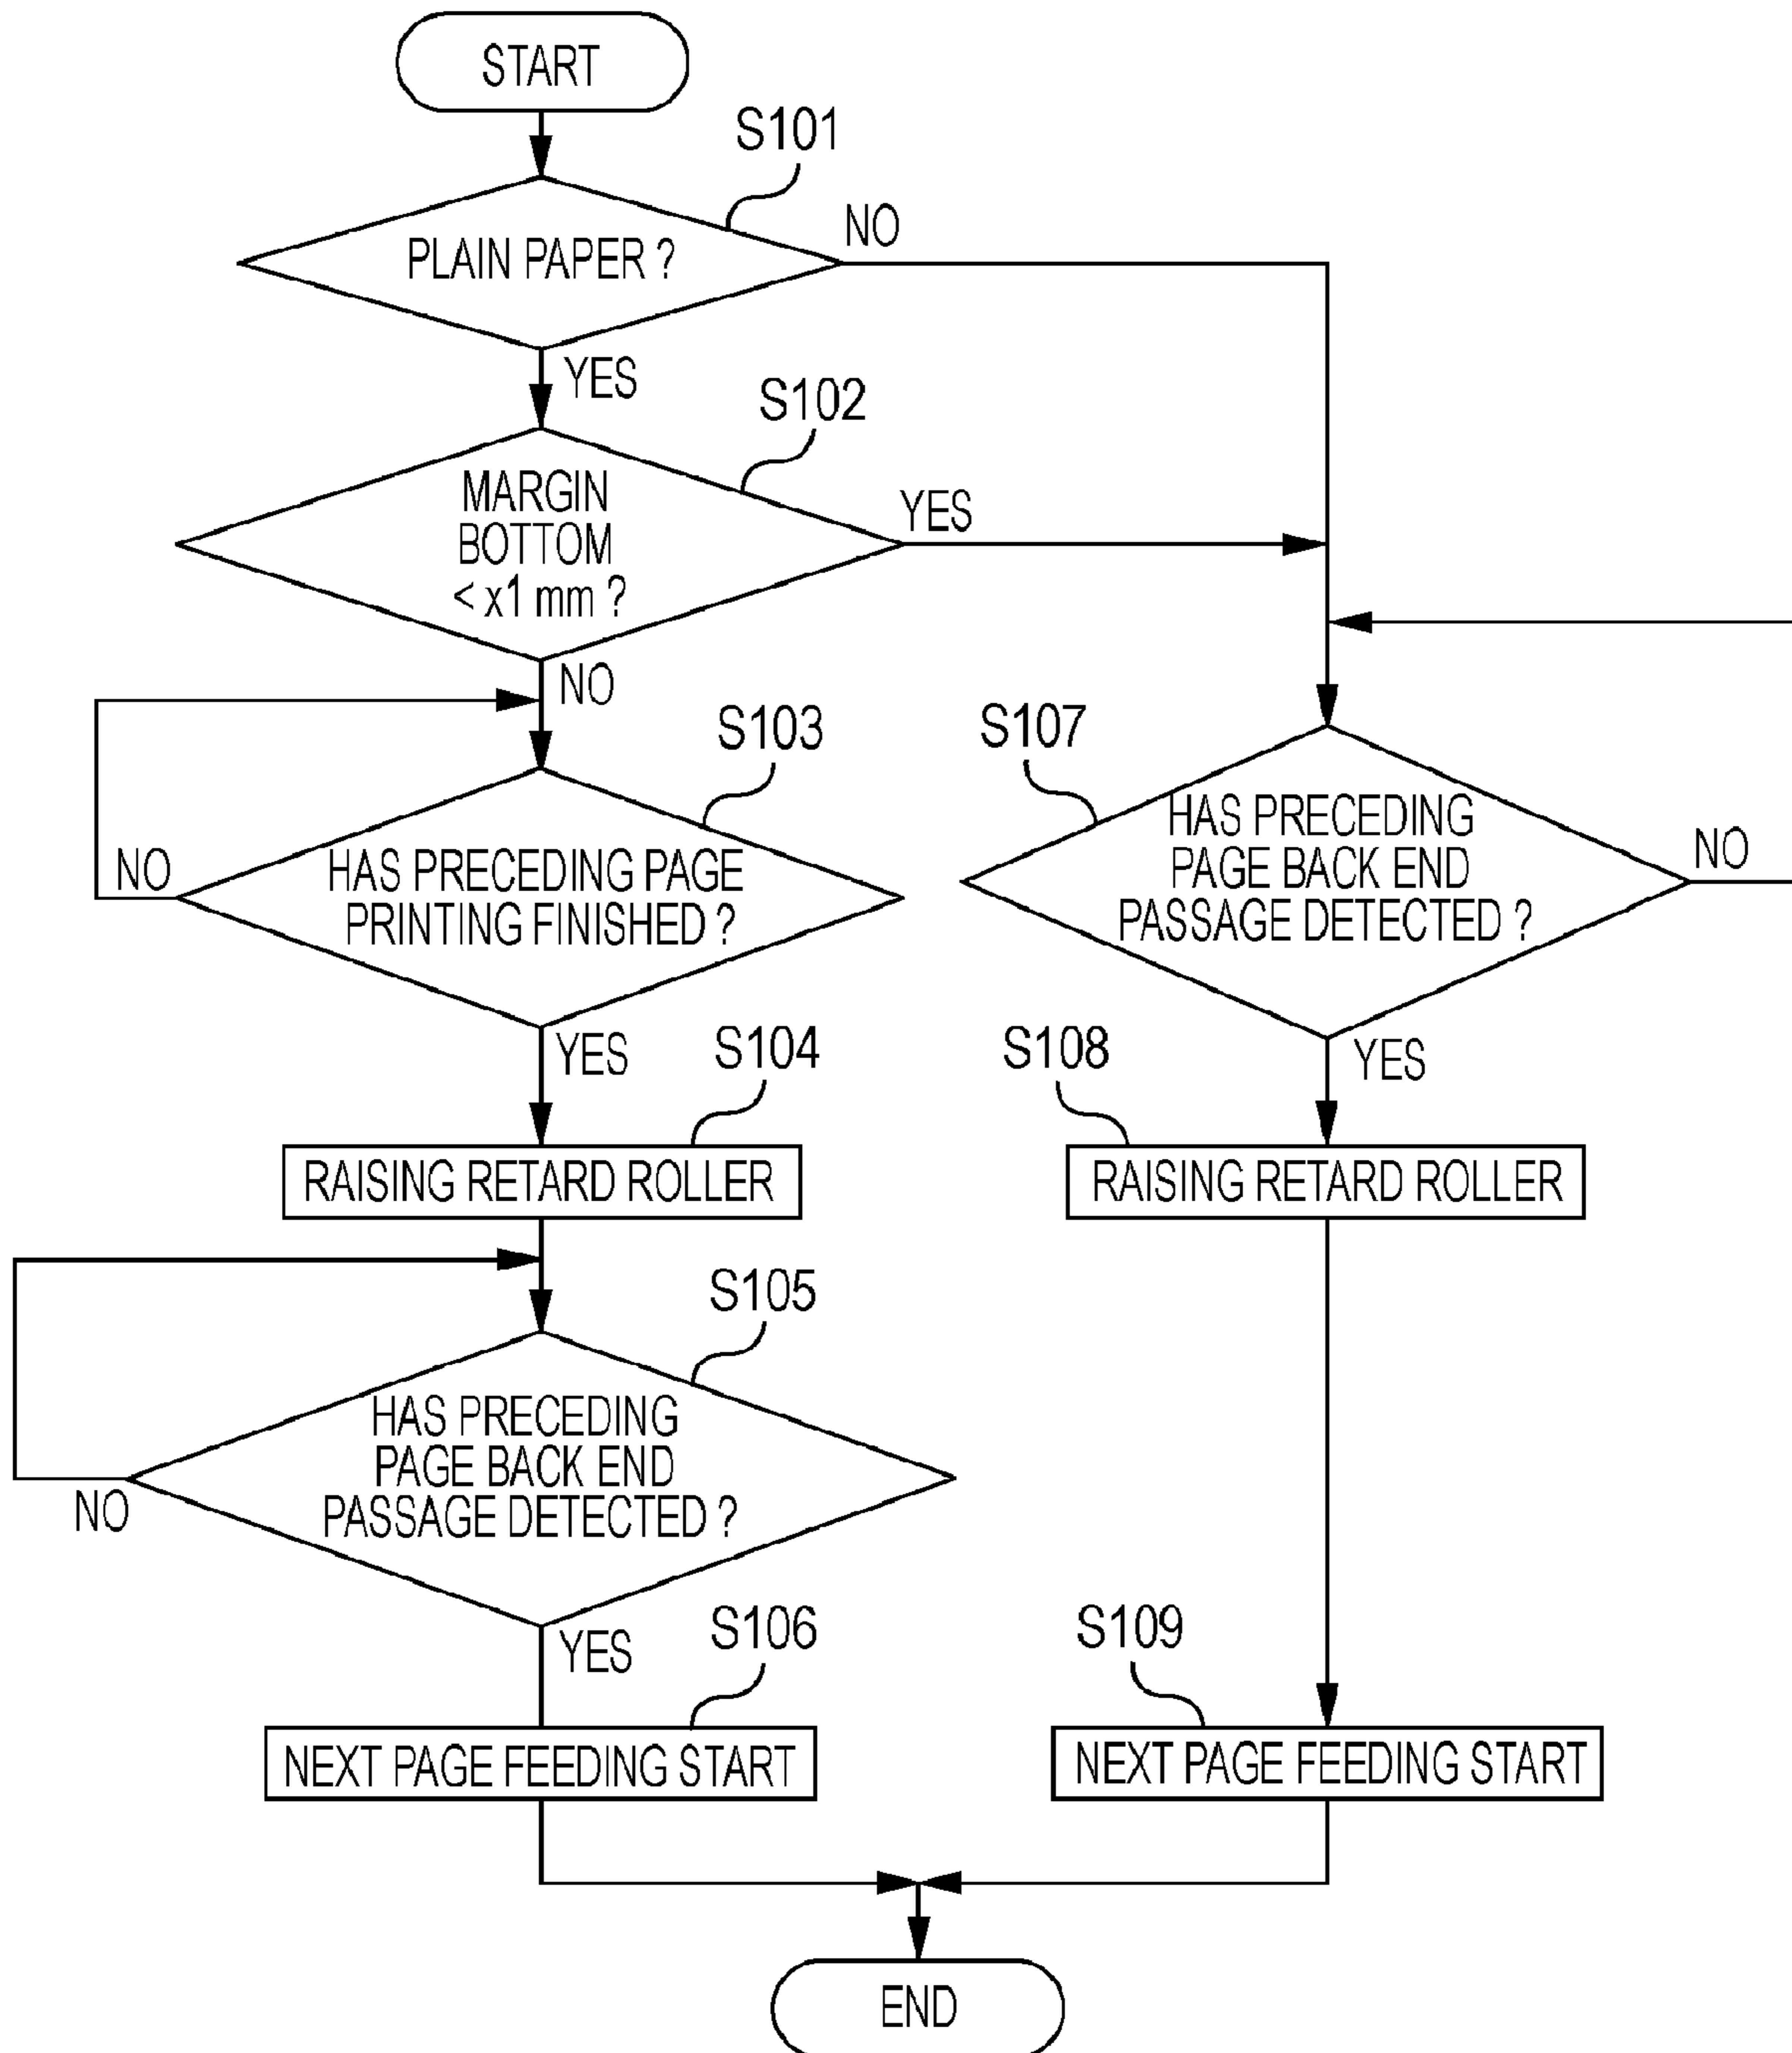 START
S101
PLAIN PAPER ?
NO
YES
S102
MARGIN
BOTTOM
< x1 mm ?
YES
NO
S103
HAS PRECEDING PAGE
PRINTING FINISHED ?
NO
YES
S104
RAISING RETARD ROLLER
S105
HAS PRECEDING
PAGE BACK END
PASSAGE DETECTED ?
NO
YES
S106
NEXT PAGE FEEDING START
S107
HAS PRECEDING
PAGE BACK END
PASSAGE DETECTED ?
NO
YES
S108
RAISING RETARD ROLLER
S109
NEXT PAGE FEEDING START
END